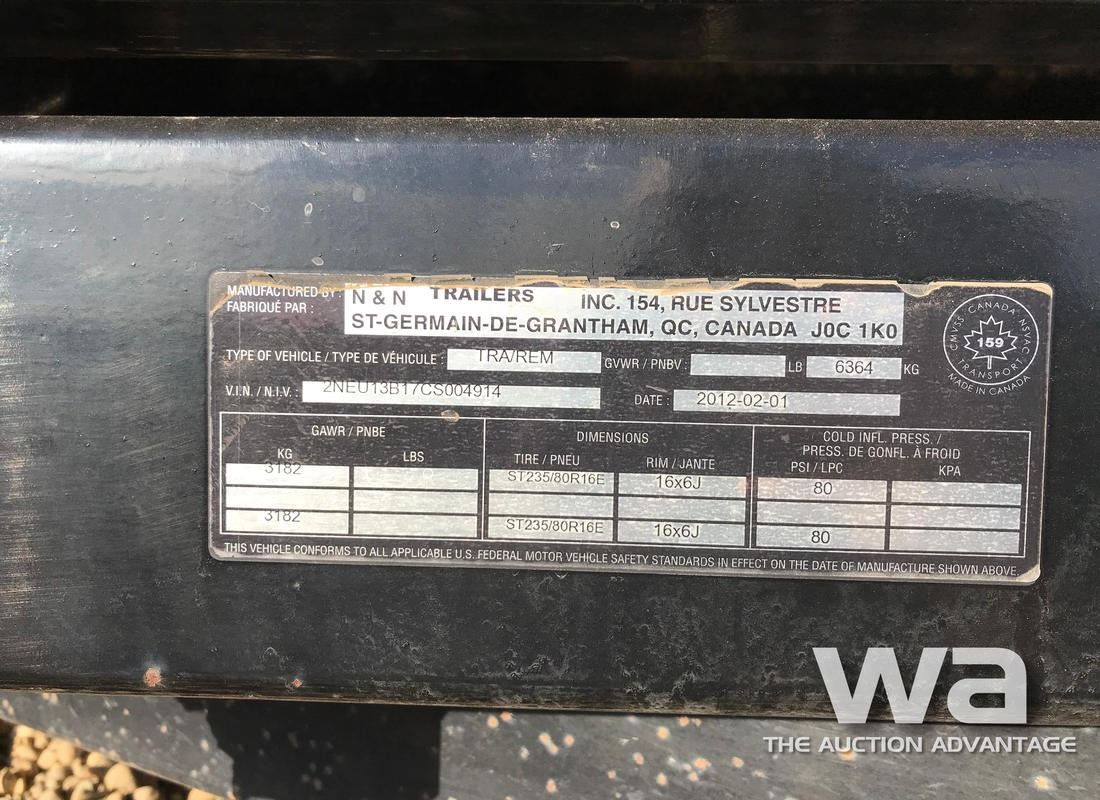 MANUFACTURED BY : N & N TRAILERS INC. 154, RUE SYLVESTRE
FABRIQUÉ PAR : ST-GERMAIN-DE-GRANTHAM, QC, CANADA J0C 1K0
TYPE OF VEHICLE / TYPE DE VÉHICULE : TRA/REM GVWR / PNBV : LB 6364 KG
V.I.N. / N.I.V. : 2NEU13B17CS004914 DATE : 2012-02-01
CMVSS · CANADA · NSVAC
159
TRANSPORT
MADE IN CANADA
GAWR / PNBE DIMENSIONS COLD INFL. PRESS. /
PRESS. DE GONFL. À FROID
KG LBS TIRE / PNEU RIM / JANTE PSI / LPC KPA
3182 ST235/80R16E 16x6J 80
3182 ST235/80R16E 16x6J 80
THIS VEHICLE CONFORMS TO ALL APPLICABLE U.S. FEDERAL MOTOR VEHICLE SAFETY STANDARDS IN EFFECT ON THE DATE OF MANUFACTURE SHOWN ABOVE.
wa
THE AUCTION ADVANTAGE